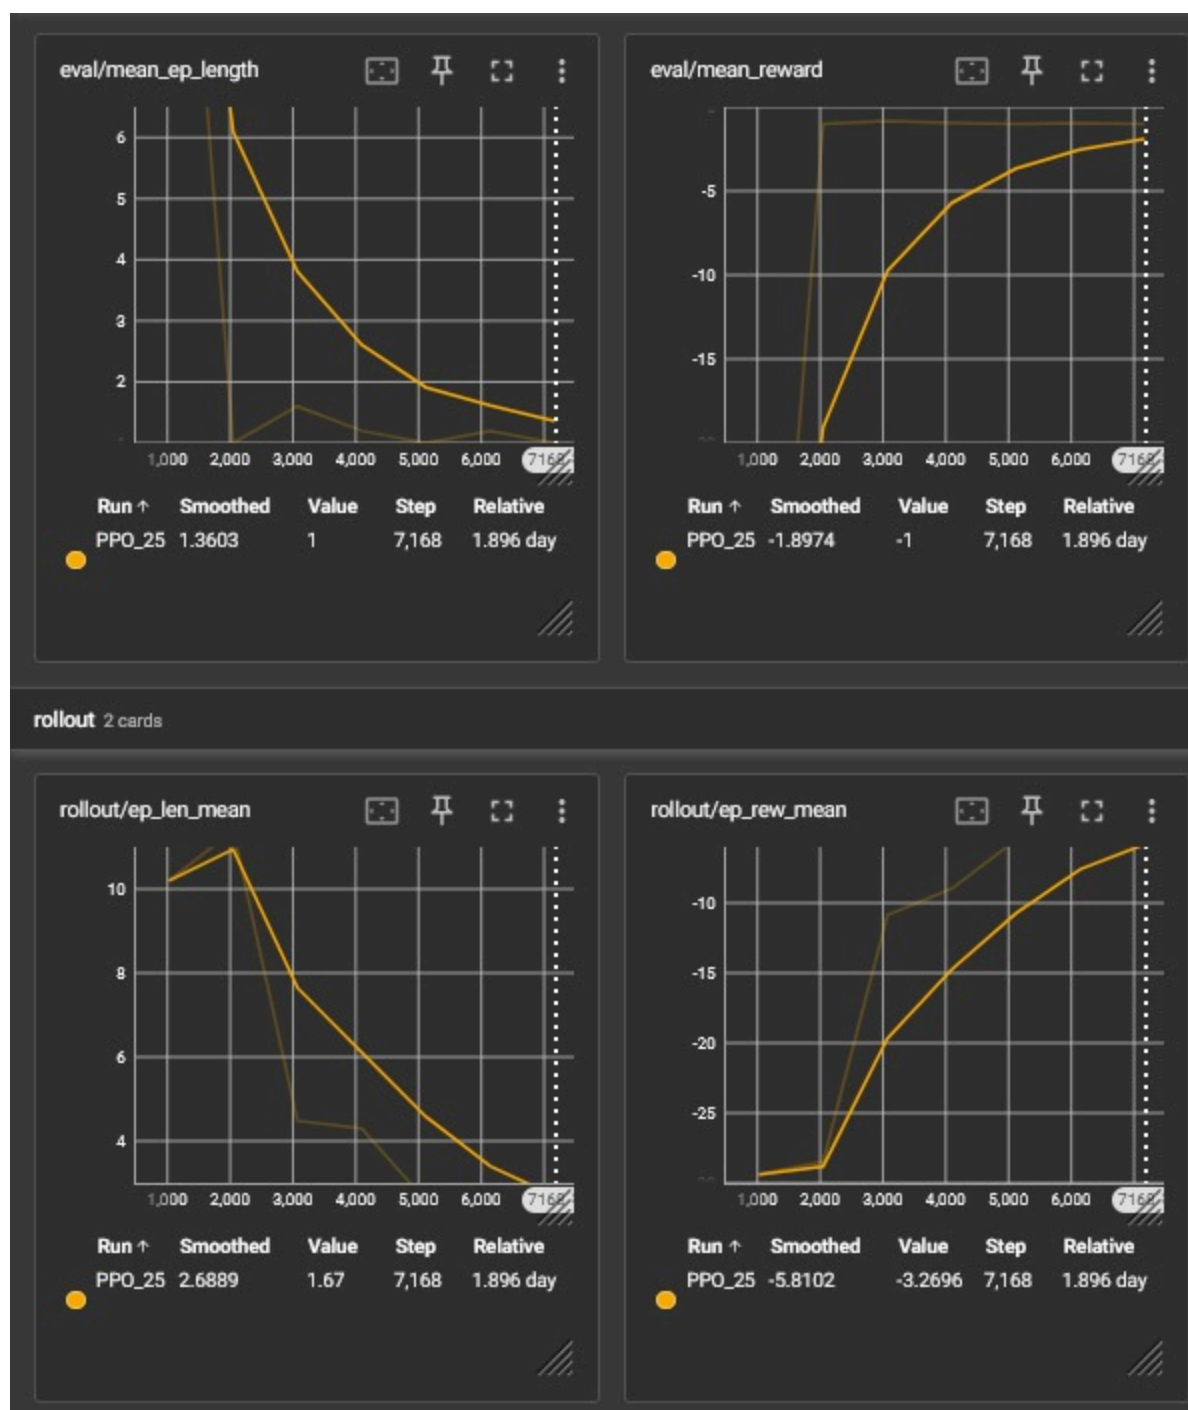 eval/mean_ep_length
6
5
4
3
2
1,000 2,000 3,000 4,000 5,000 6,000 7168
Run ↑ Smoothed Value Step Relative
PPO_25 1.3603 1 7,168 1.896 day
eval/mean_reward
-5
-10
-15
1,000 2,000 3,000 4,000 5,000 6,000 7168
Run ↑ Smoothed Value Step Relative
PPO_25 -1.8974 -1 7,168 1.896 day
rollout 2 cards
rollout/ep_len_mean
10
8
6
4
1,000 2,000 3,000 4,000 5,000 6,000 7168
Run ↑ Smoothed Value Step Relative
PPO_25 2.6889 1.67 7,168 1.896 day
rollout/ep_rew_mean
-10
-15
-20
-25
1,000 2,000 3,000 4,000 5,000 6,000 7168
Run ↑ Smoothed Value Step Relative
PPO_25 -5.8102 -3.2696 7,168 1.896 day